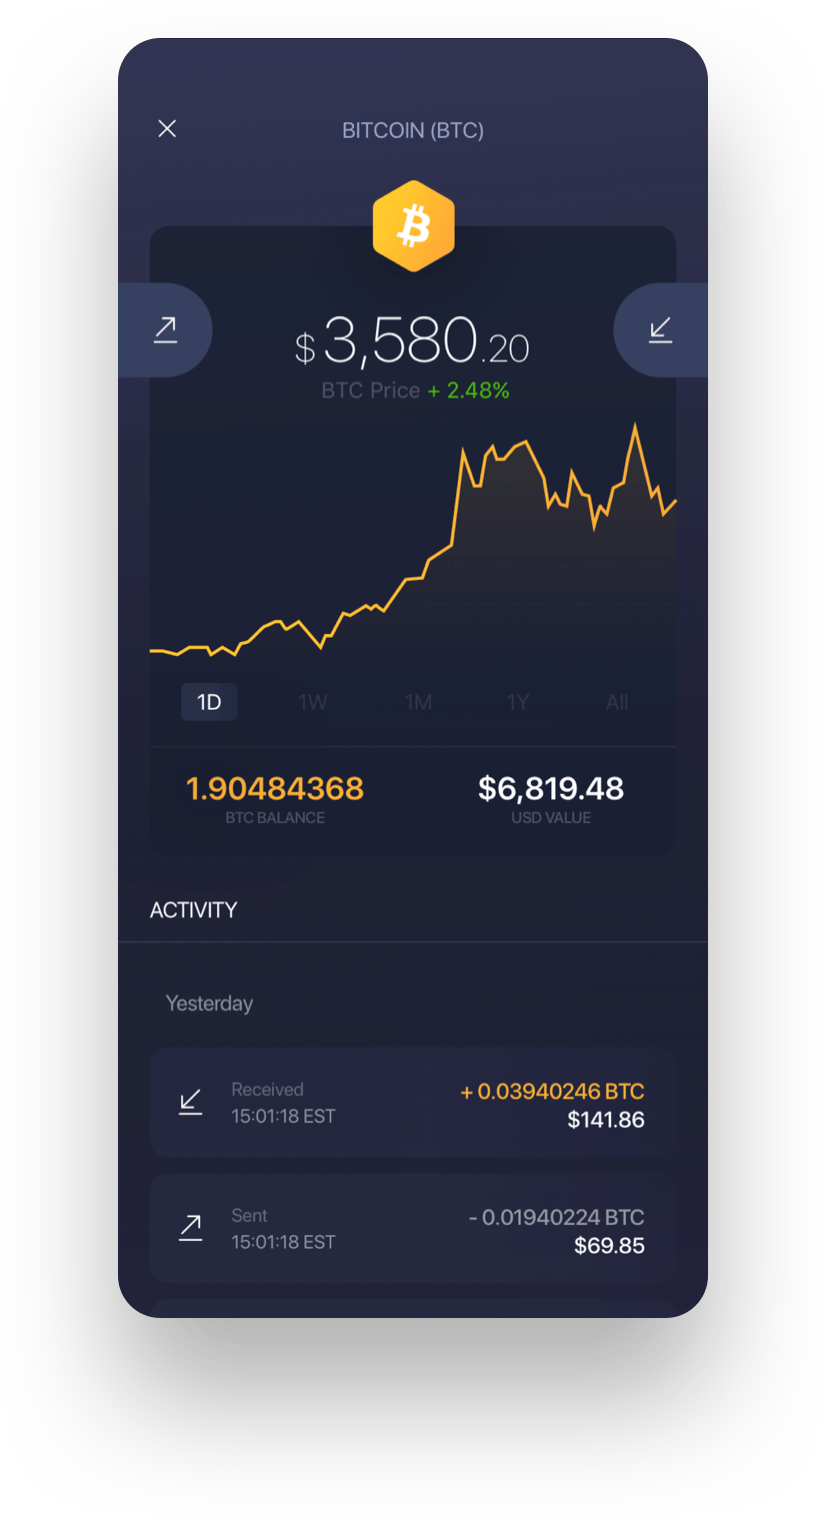 BITCOIN (BTC)
$3,580.20
BTC Price + 2.48%
1D 1W 1M 1Y All
1.90484368 $6,819.48
BTC BALANCE USD VALUE
ACTIVITY
Yesterday
Received + 0.03940246 BTC
15:01:18 EST $141.86
Sent - 0.01940224 BTC
15:01:18 EST $69.85